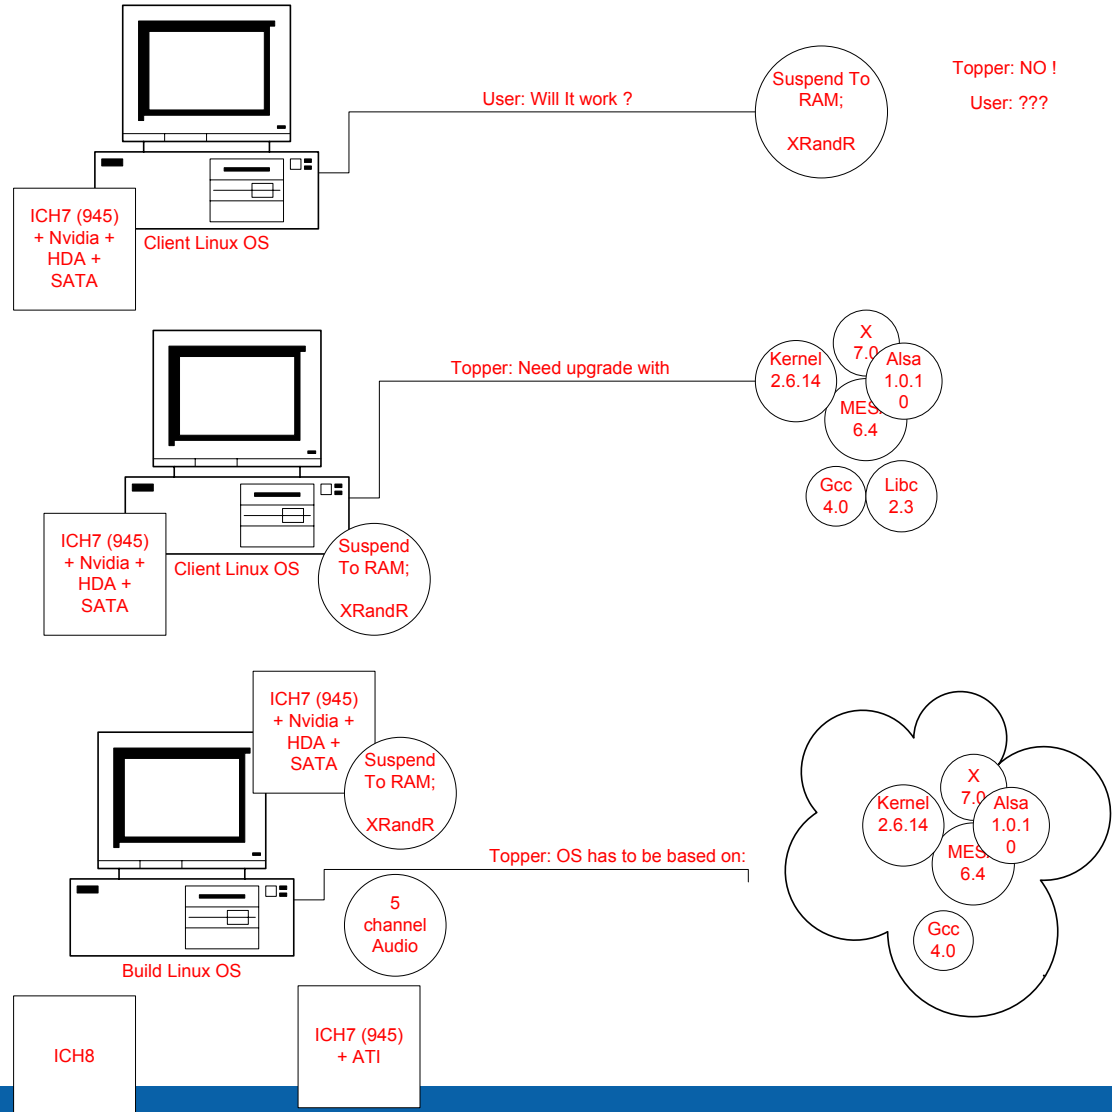 User: Will It work ?
Suspend To
RAM;
XRandR
Topper: NO !
User: ???
ICH7 (945)
+ Nvidia +
HDA +
SATA
Client Linux OS
Topper: Need upgrade with
Kernel
2.6.14
X
7.0
Alsa
1.0.1
0
6.4
Gcc
4.0
Libc
2.3
ICH7 (945)
+ Nvidia +
HDA +
SATA
Client Linux OS
Suspend
To RAM;
XRandR
ICH7 (945)
+ Nvidia +
HDA +
SATA
Suspend
To RAM;
XRandR
Topper: OS has to be based on:
Kernel
2.6.14
X
7.0
Alsa
1.0.1
0
6.4
Gcc
4.0
5
channel
Audio
Build Linux OS
ICH8
ICH7 (945)
+ ATI